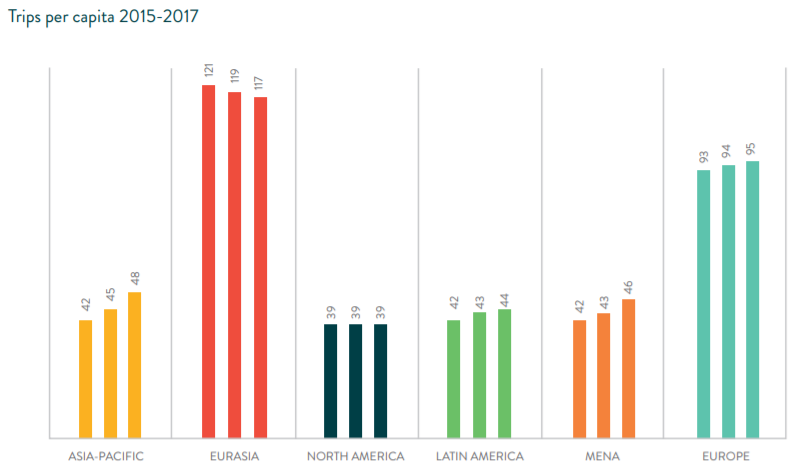 Trips per capita 2015-2017
42
45
48
121
119
117
39
39
39
42
43
44
42
43
46
93
94
95
ASIA-PACIFIC
EURASIA
NORTH AMERICA
LATIN AMERICA
MENA
EUROPE